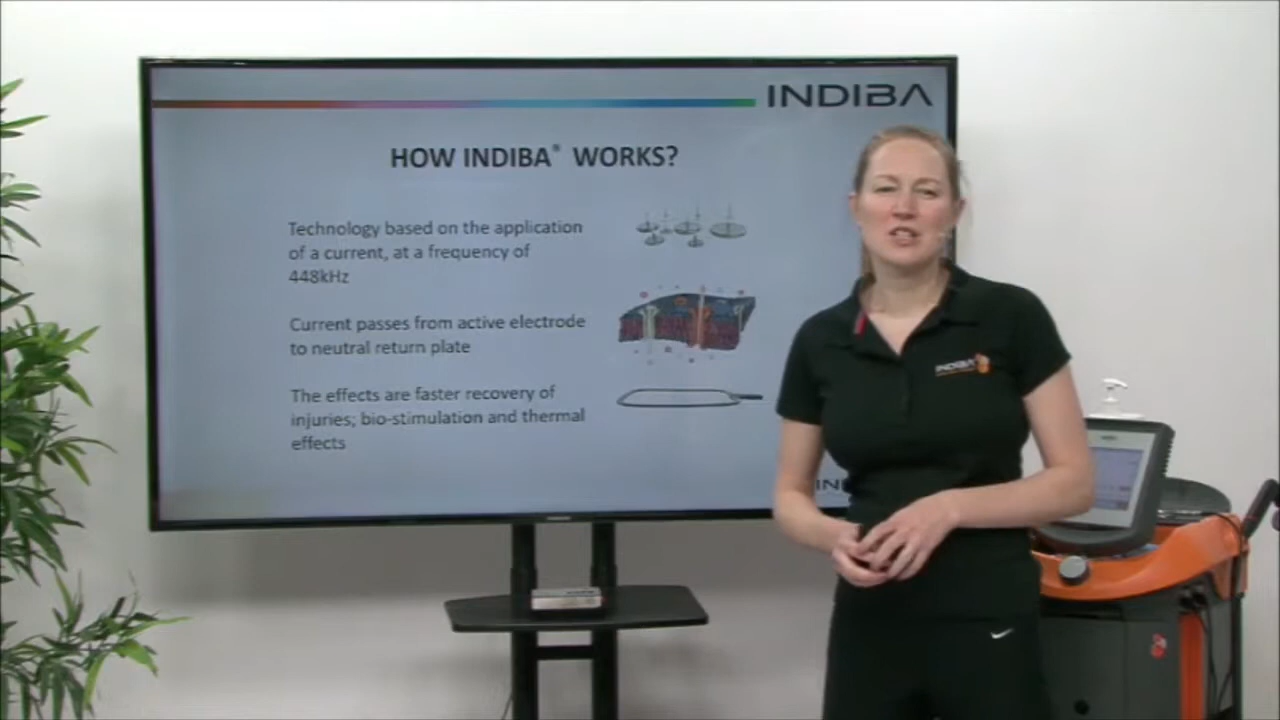 INDIBA
HOW INDIBA® WORKS?
Technology based on the application
of a current, at a frequency of
448kHz
Current passes from active electrode
to neutral return plate
The effects are faster recovery of
injuries; bio-stimulation and thermal
effects
INDIBA